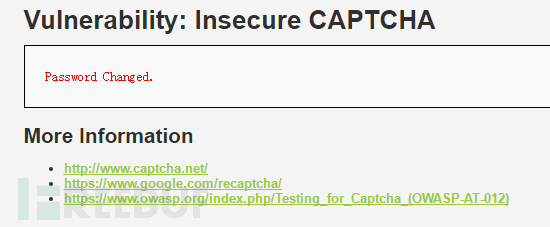 Vulnerability: Insecure CAPTCHA
Password Changed.
More Information
http://www.captcha.net/
https://www.google.com/recaptcha/
https://www.owasp.org/index.php/Testing_for_Captcha_(OWASP-AT-012)
FREEBUF